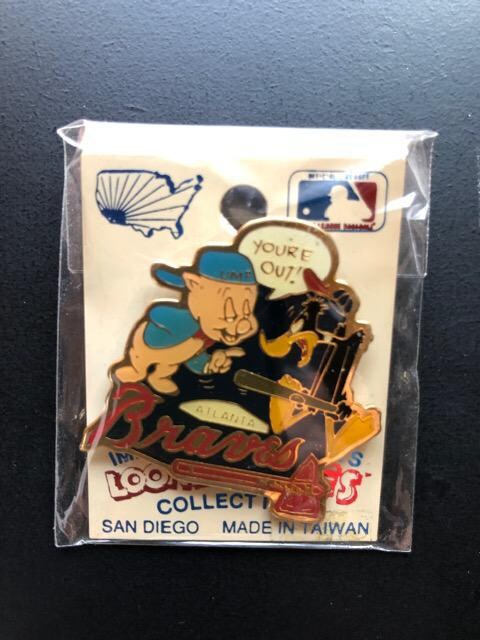 YOU'RE
OUT!
UMP
ATLANTA
Braves
COLLECT
SAN DIEGO MADE IN TAIWAN